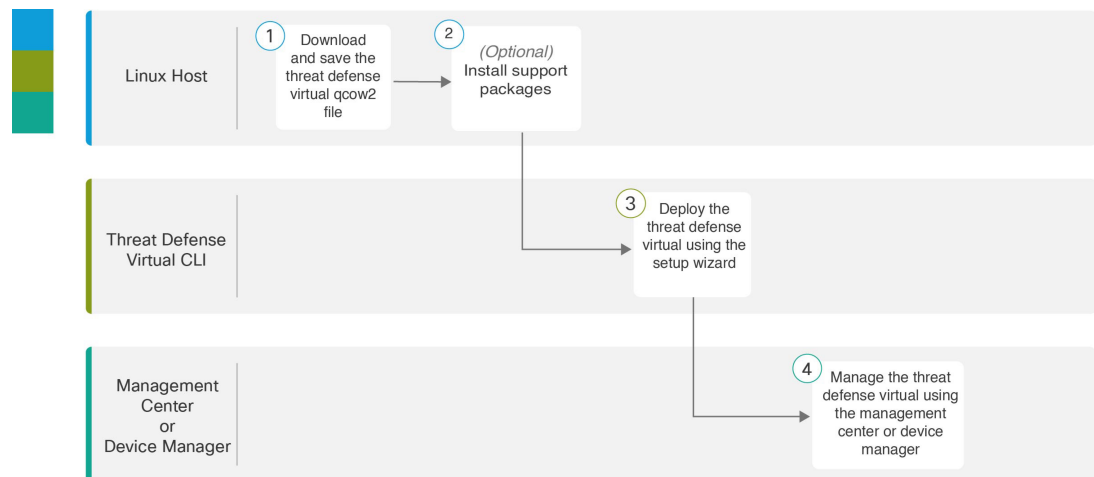 Linux Host
1
Download
and save the
threat defense
virtual qcow2
file
2
(Optional)
Install support
packages
Threat Defense
Virtual CLI
3
Deploy the
threat defense
virtual using the
setup wizard
Management
Center
or
Device Manager
4
Manage the threat
defense virtual using
the management
center or device
manager